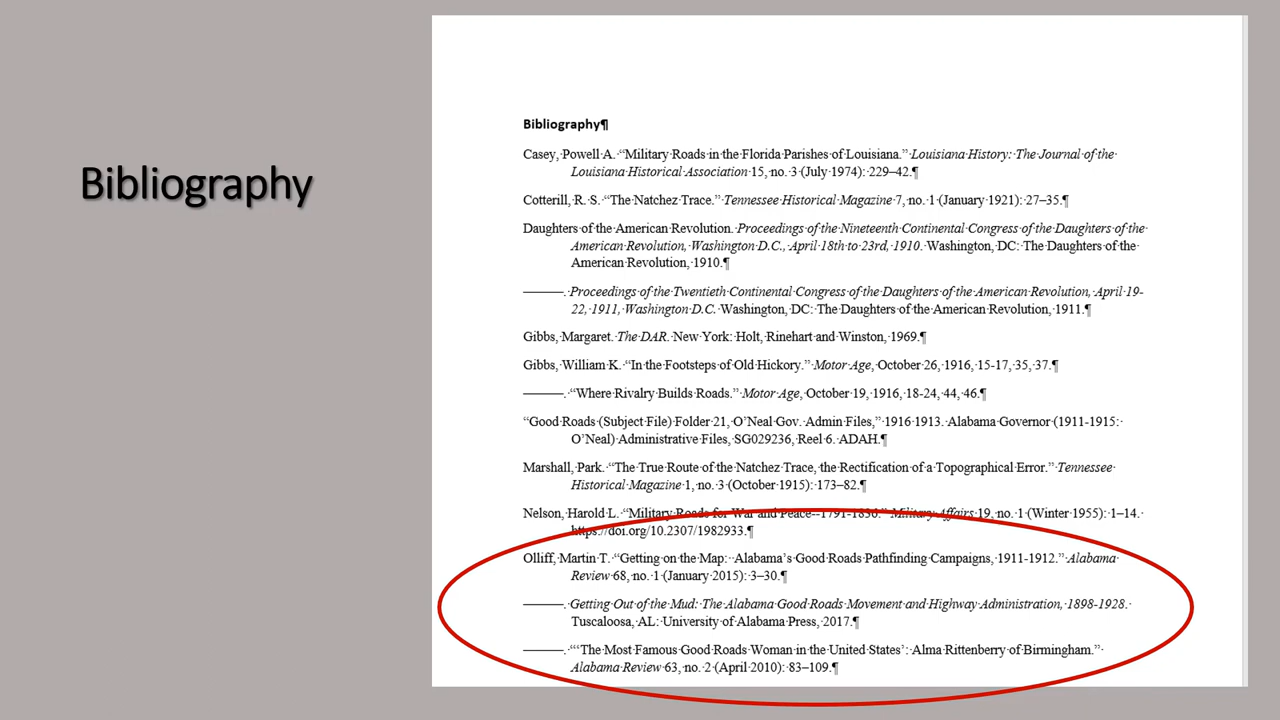 Bibliography
Bibliography¶
Casey, Powell A. “Military Roads in the Florida Parishes of Louisiana.” Louisiana History: The Journal of the
Louisiana Historical Association 15, no. 3 (July 1974): 229–42.¶
Cotterill, R. S. “The Natchez Trace.” Tennessee Historical Magazine 7, no. 1 (January 1921): 27–35.¶
Daughters of the American Revolution. Proceedings of the Nineteenth Continental Congress of the Daughters of the
American Revolution, Washington D.C., April 18th to 23rd, 1910. Washington, DC: The Daughters of the
American Revolution, 1910.¶
———. Proceedings of the Twentieth Continental Congress of the Daughters of the American Revolution, April 19-
22, 1911, Washington D.C. Washington, DC: The Daughters of the American Revolution, 1911.¶
Gibbs, Margaret. The DAR. New York: Holt, Rinehart and Winston, 1969.¶
Gibbs, William K. “In the Footsteps of Old Hickory.” Motor Age, October 26, 1916, 15-17, 35, 37.¶
———. “Where Rivalry Builds Roads.” Motor Age, October 19, 1916, 18-24, 44, 46.¶
“Good Roads (Subject File) Folder 21, O’Neal Gov. Admin Files,” 1916 1913. Alabama Governor (1911-1915:
O’Neal) Administrative Files, SG029236, Reel 6. ADAH.¶
Marshall, Park. “The True Route of the Natchez Trace, the Rectification of a Topographical Error.” Tennessee
Historical Magazine 1, no. 3 (October 1915): 173–82.¶
Nelson, Harold L. “Military Roads for War and Peace--1791-1836.” Military Affairs 19, no. 1 (Winter 1955): 1–14.
https://doi.org/10.2307/1982933.¶
Olliff, Martin T. “Getting on the Map: Alabama’s Good Roads Pathfinding Campaigns, 1911-1912.” Alabama
Review 68, no. 1 (January 2015): 3–30.¶
———. Getting Out of the Mud: The Alabama Good Roads Movement and Highway Administration, 1898-1928.
Tuscaloosa, AL: University of Alabama Press, 2017.¶
———. “‘The Most Famous Good Roads Woman in the United States’: Alma Rittenberry of Birmingham.”
Alabama Review 63, no. 2 (April 2010): 83–109.¶